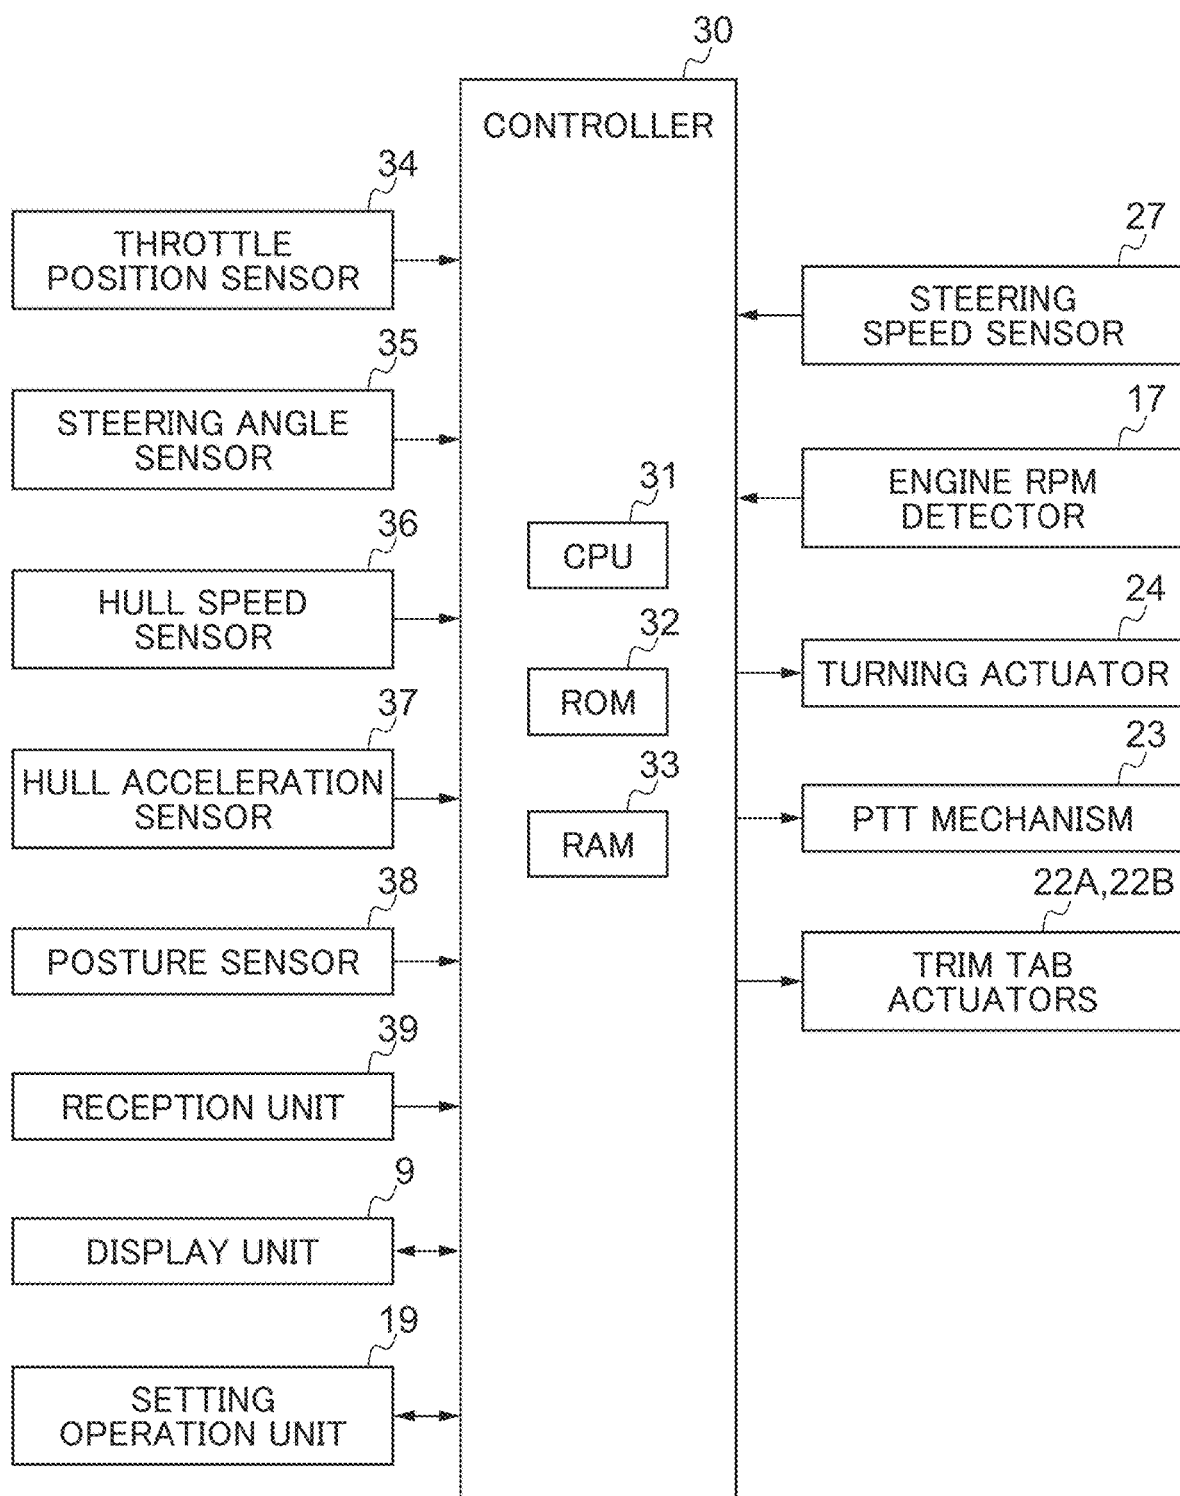 30
CONTROLLER
34
THROTTLE
POSITION SENSOR
35
STEERING ANGLE
SENSOR
36
HULL SPEED
SENSOR
37
HULL ACCELERATION
SENSOR
38
POSTURE SENSOR
39
RECEPTION UNIT
9
DISPLAY UNIT
19
SETTING
OPERATION UNIT
31
CPU
32
ROM
33
RAM
27
STEERING
SPEED SENSOR
17
ENGINE RPM
DETECTOR
24
TURNING ACTUATOR
23
PTT MECHANISM
22A,22B
TRIM TAB
ACTUATORS